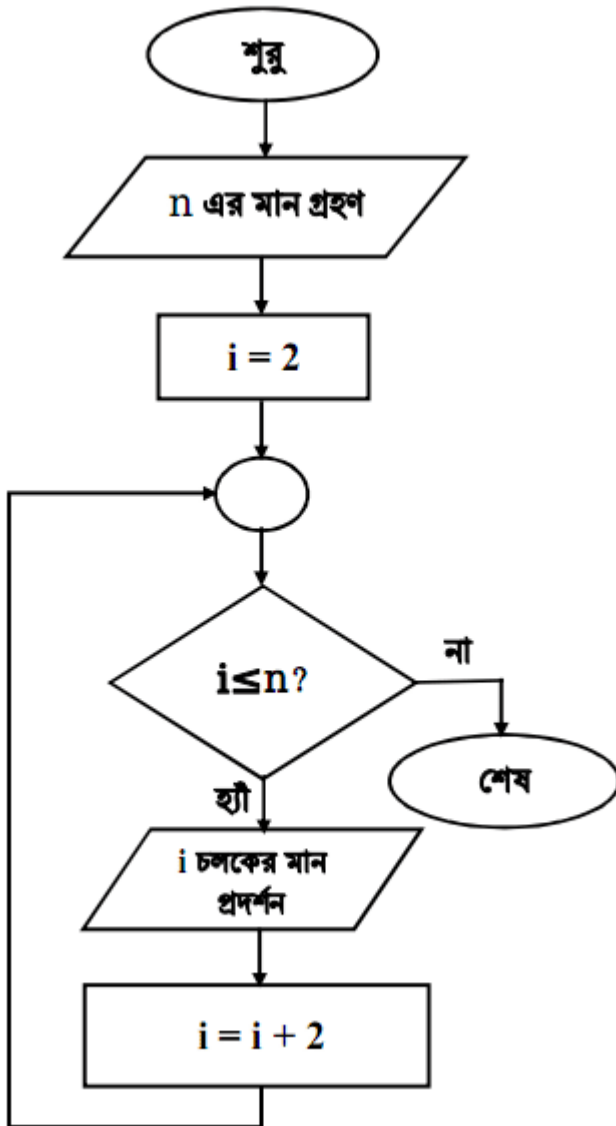 শুরু
n এর মান গ্রহণ
i = 2
i≤n?
না
শেষ
হ্যাঁ
i চলকের মান
প্রদর্শন
i = i + 2